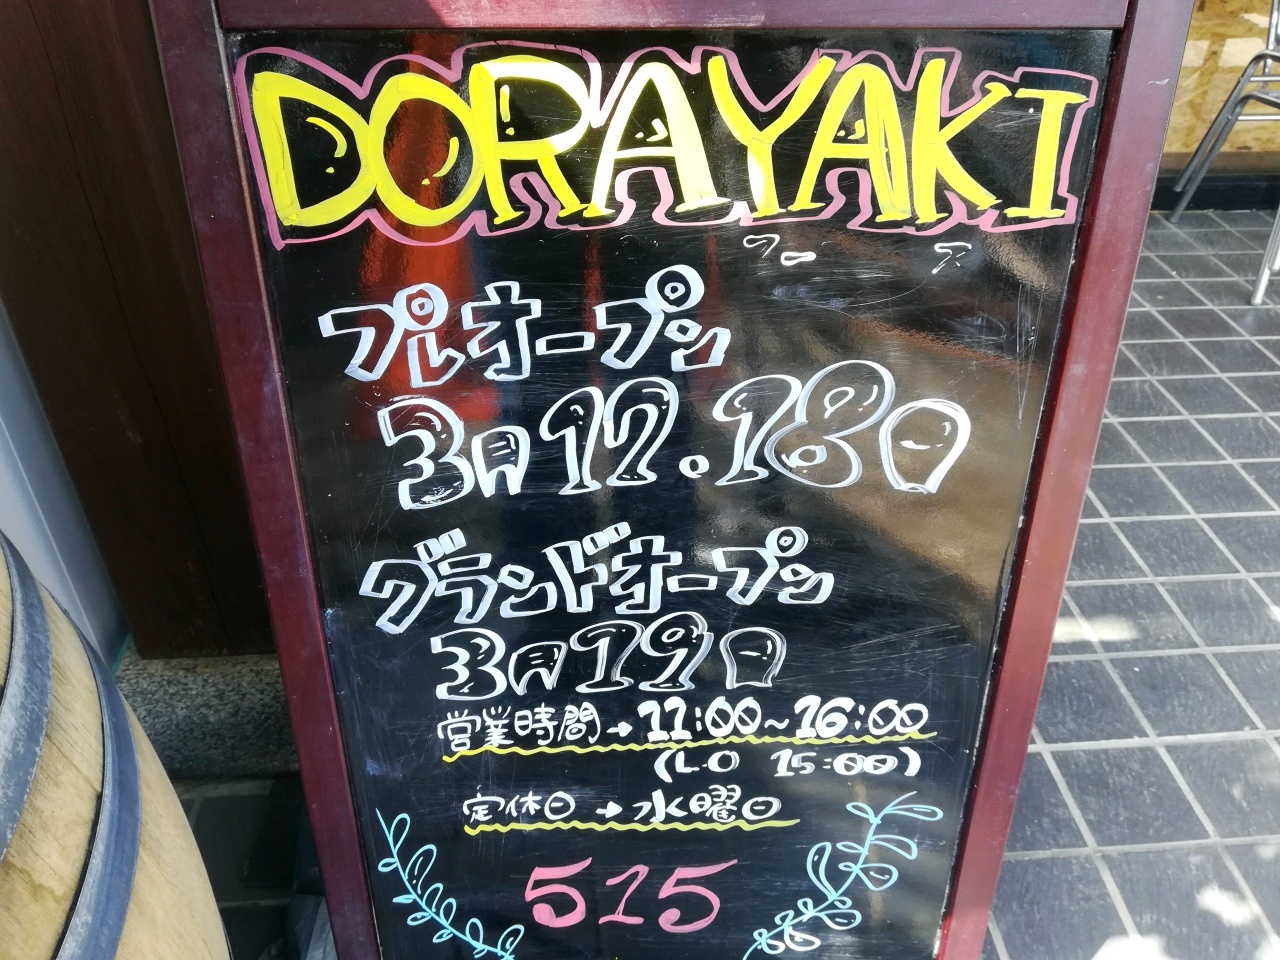 DORAYAKI
プレオープン
3月17.18日
グランドオープン
3月19日
営業時間→11:00~16:00
(L.O 15:00)
定休日→水曜日
515